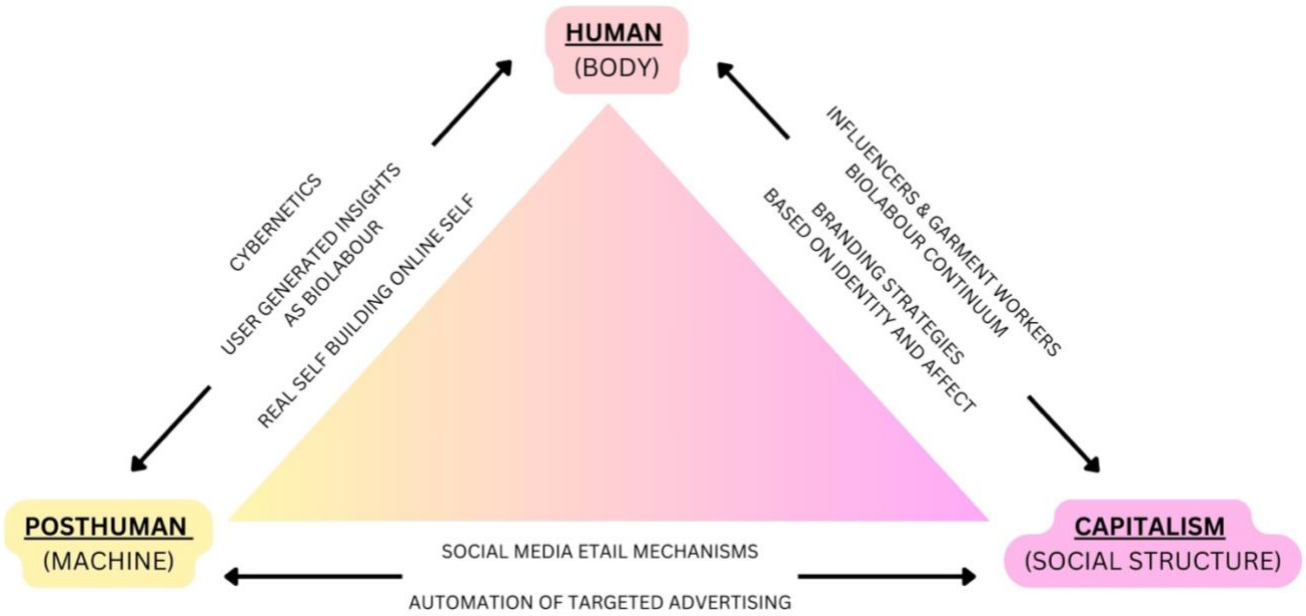 HUMAN
(BODY)
CYBERNETICS
USER GENERATED INSIGHTS
AS BIOLABOUR
REAL SELF BUILDING ONLINE SELF
INFLUENCERS & GARMENT WORKERS
BIOLABOUR CONTINUUM
BRANDING STRATEGIES
BASED ON IDENTITY AND AFFECT
POSTHUMAN
(MACHINE)
CAPITALISM
(SOCIAL STRUCTURE)
SOCIAL MEDIA ETAIL MECHANISMS
AUTOMATION OF TARGETED ADVERTISING